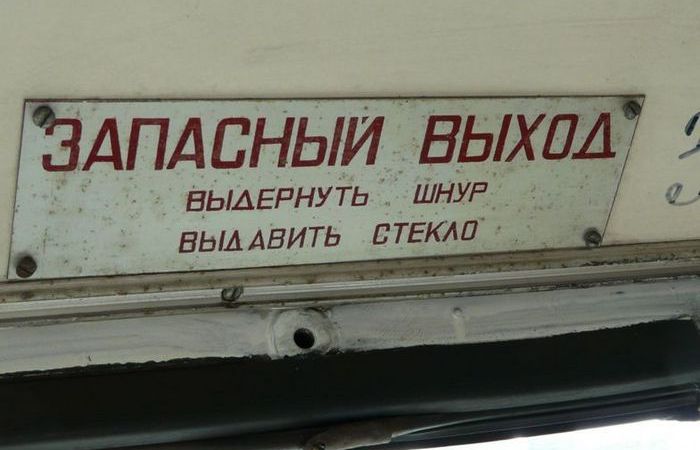 ЗАПАСНЫЙ ВЫХОД
ВЫДЕРНУТЬ ШНУР
ВЫДАВИТЬ СТЕКЛО